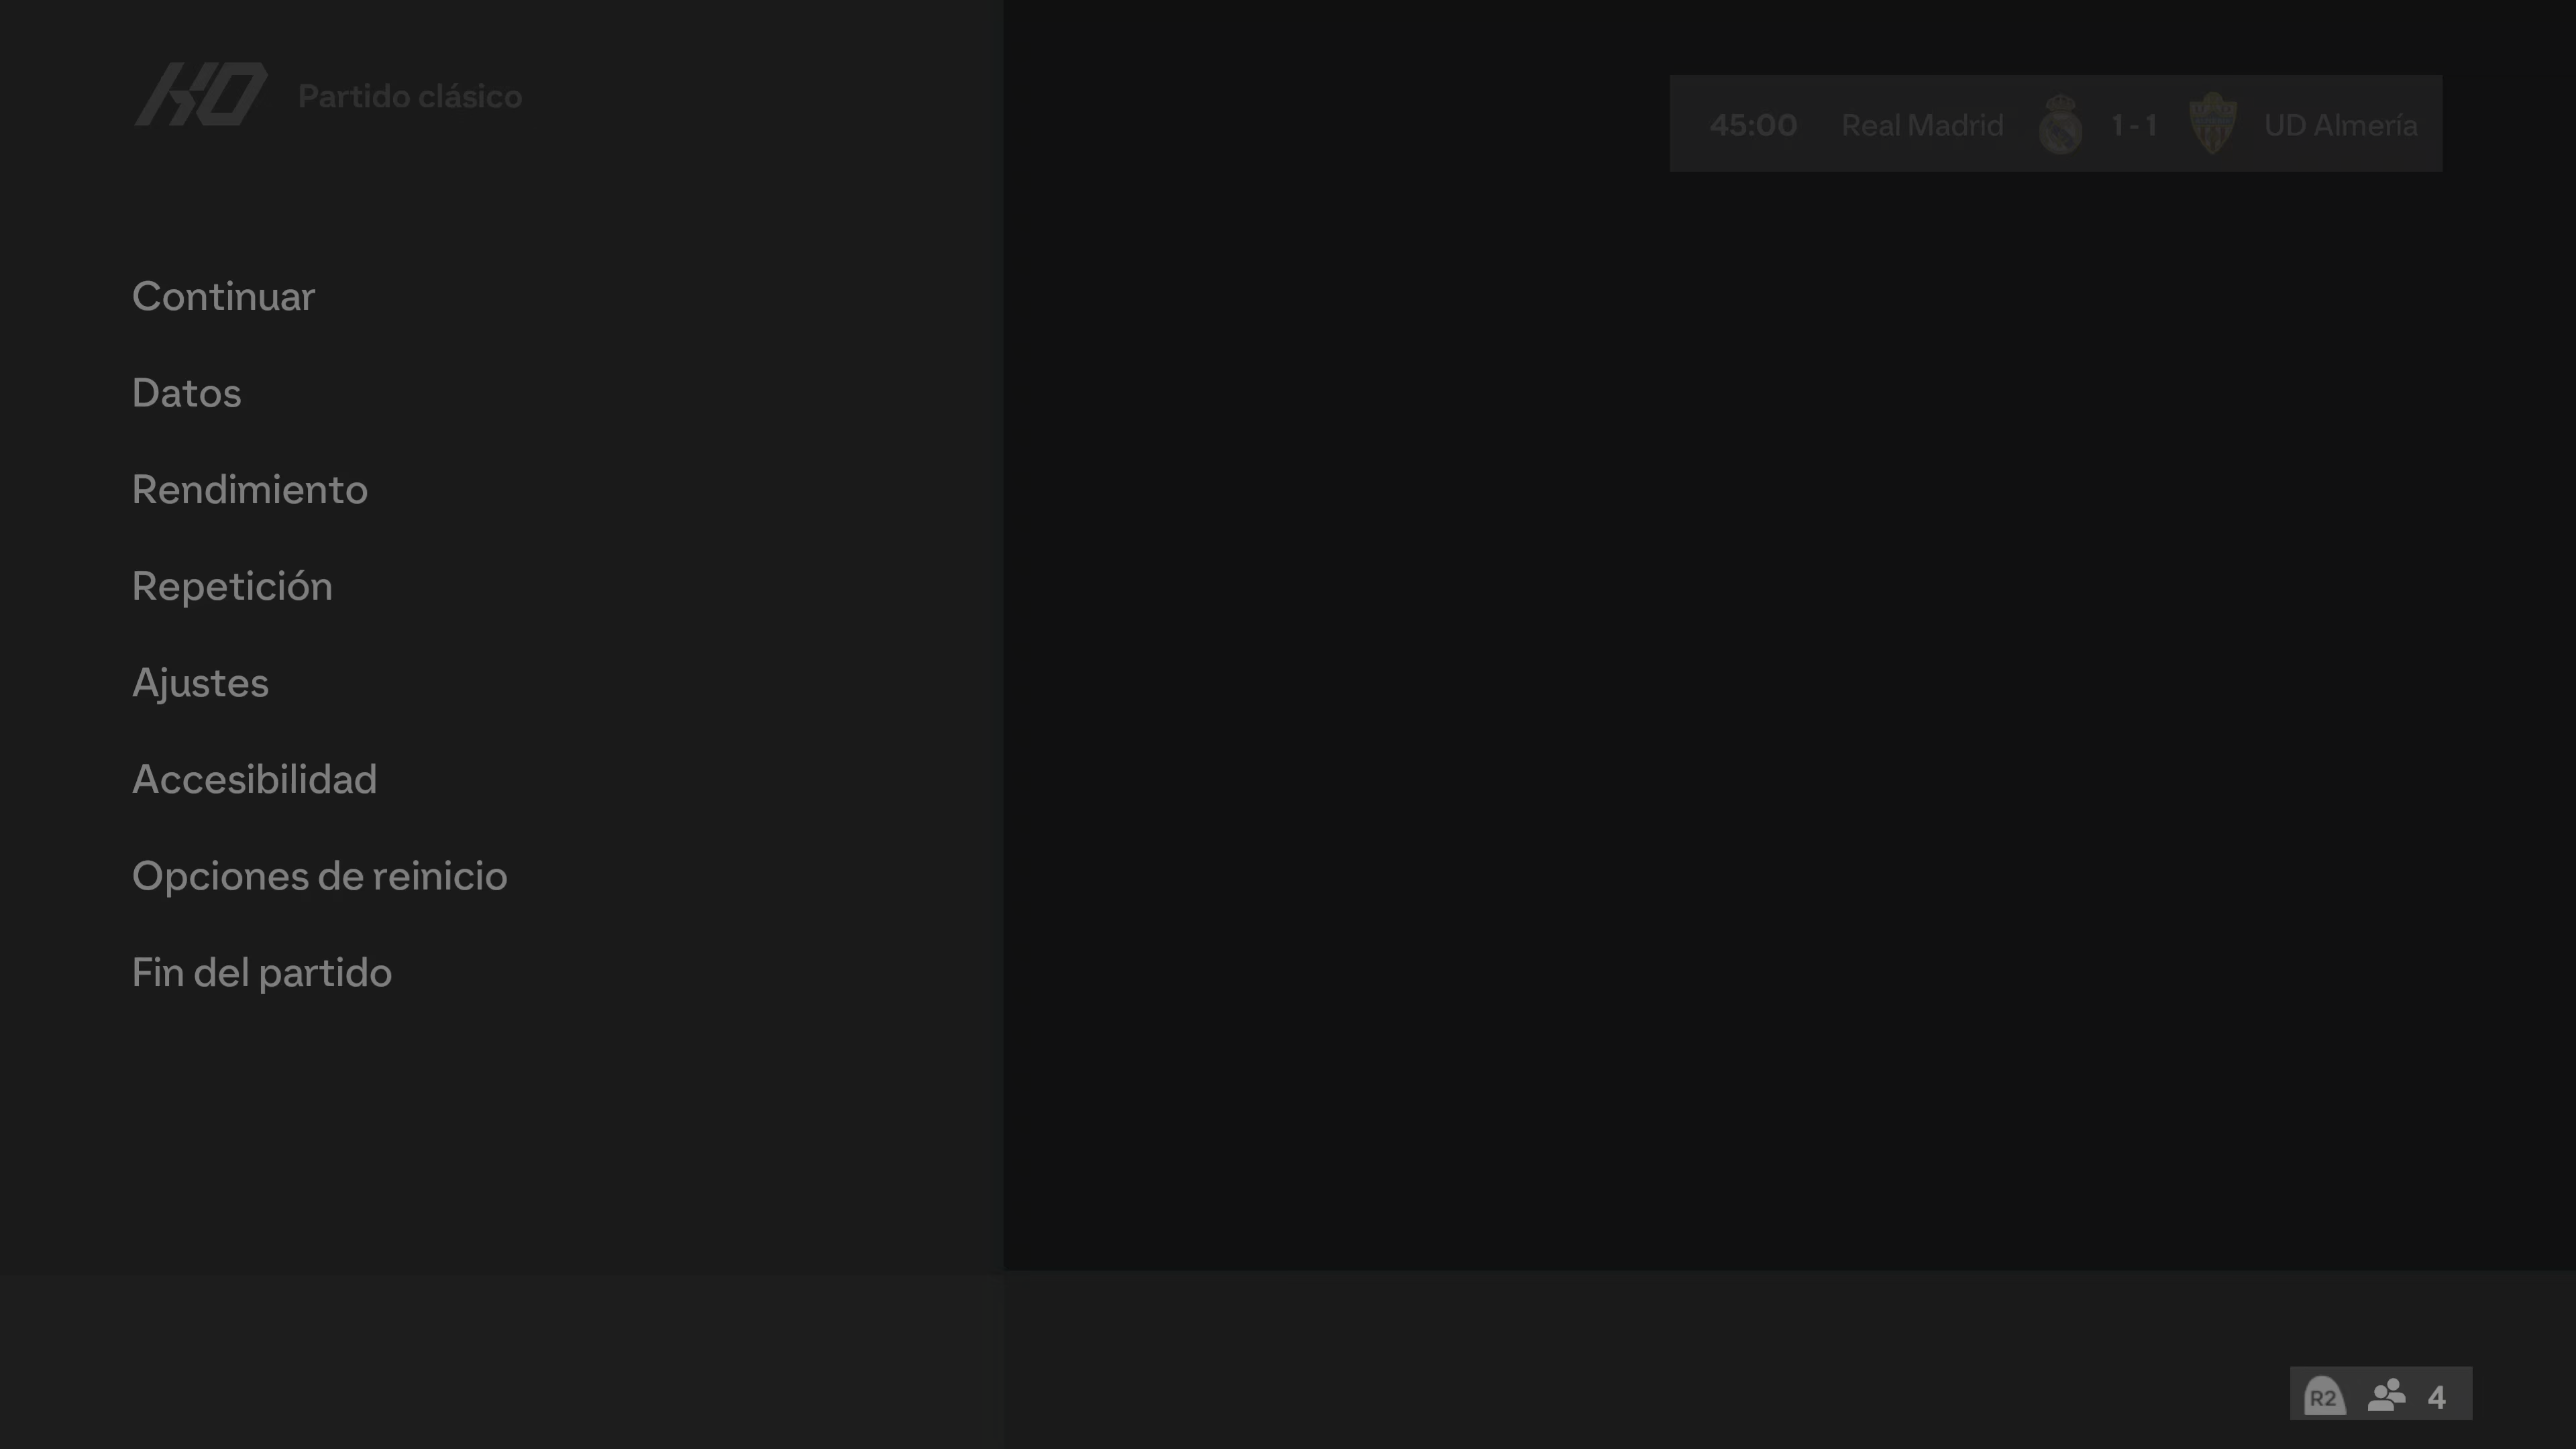 KO Partido clásico
45:00 Real Madrid 1 - 1 UD Almería
Continuar
Datos
Rendimiento
Repetición
Ajustes
Accesibilidad
Opciones de reinicio
Fin del partido
R2 4